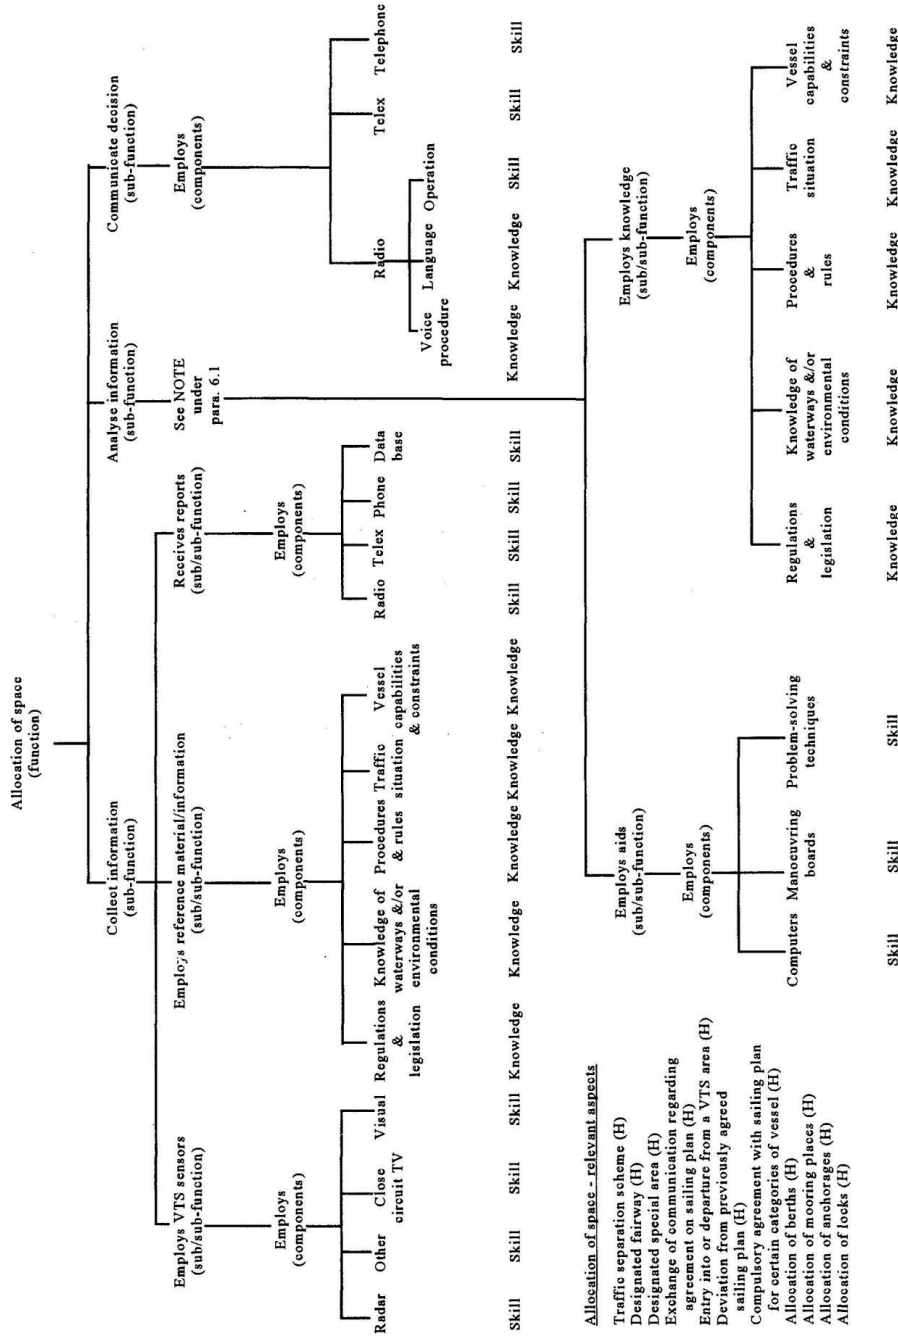 Allocation of space
(function)
Collect information
(sub-function)
Analyse information
(sub-function)
Communicate decision
(sub-function)
Employs VTS sensors
(sub/sub-function)
Employs reference material/information
(sub/sub-function)
Receives reports
(sub/sub-function)
See NOTE
under
para. 6.1
Employs
(components)
Employs
(components)
Employs
(components)
Employs
(components)
Radar
Other
Close
circuit TV
Visual
Regulations
&
legislation
Knowledge of
waterways &/or
environmental
conditions
Procedures
& rules
Traffic
situation
Vessel
capabilities
& constraints
Radio
Telex
Phone
Data
base
Radio
Telex
Telephone
Voice
procedure
Language
Operation
Skill
Skill
Skill
Skill
Knowledge
Knowledge
Knowledge
Knowledge
Knowledge
Skill
Skill
Skill
Skill
Knowledge
Knowledge
Skill
Skill
Skill
Employs aids
(sub/sub-function)
Employs knowledge
(sub/sub-function)
Employs
(components)
Employs
(components)
Computers
Manoeuvring
boards
Problem-solving
techniques
Regulations
&
legislation
Knowledge of
waterways &/or
environmental
conditions
Procedures
&
rules
Traffic
situation
Vessel
capabilities
&
constraints
Skill
Skill
Skill
Knowledge
Knowledge
Knowledge
Knowledge
Knowledge
Allocation of space - relevant aspects
Traffic separation scheme (H)
Designated fairway (H)
Designated special area (H)
Exchange of communication regarding
agreement on sailing plan (H)
Entry into or departure from a VTS area (H)
Deviation from previously agreed
sailing plan (H)
Compulsory agreement with sailing plan
for certain categories of vessel (H)
Allocation of berths (H)
Allocation of mooring places (H)
Allocation of anchorages (H)
Allocation of locks (H)